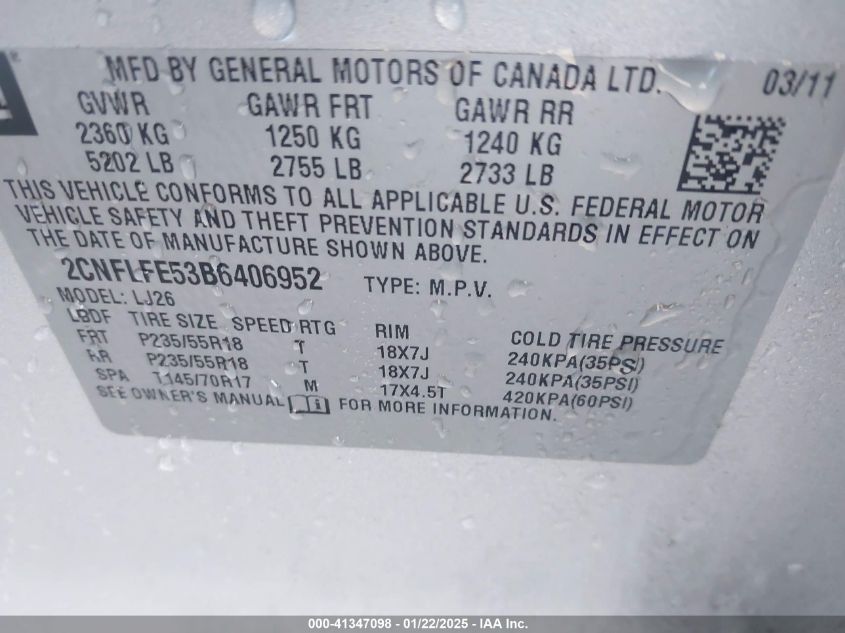 MFD BY GENERAL MOTORS OF CANADA LTD. 03/11
GVWR GAWR FRT GAWR RR
2360 KG 1250 KG 1240 KG
5202 LB 2755 LB 2733 LB
THIS VEHICLE CONFORMS TO ALL APPLICABLE U.S. FEDERAL MOTOR
VEHICLE SAFETY AND THEFT PREVENTION STANDARDS IN EFFECT ON
THE DATE OF MANUFACTURE SHOWN ABOVE.
2CNFLFE53B6406952 TYPE: M.P.V.
MODEL: LJ26
TIRE SIZE SPEED RTG RIM COLD TIRE PRESSURE
FRT P235/55R18 T 18X7J 240KPA(35PSI)
RR P235/55R18 T 18X7J 240KPA(35PSI)
SPA T145/70R17 M 17X4.5T 420KPA(60PSI)
SEE OWNER'S MANUAL FOR MORE INFORMATION.
000-41347098 - 01/22/2025 - IAA Inc.